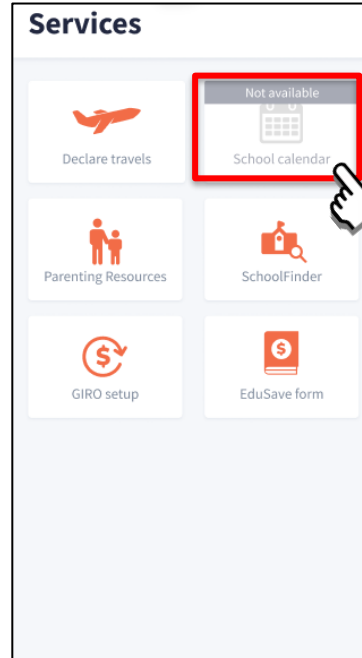 Services
Not available
Declare travels
School calendar
Parenting Resources
SchoolFinder
GIRO setup
EduSave form